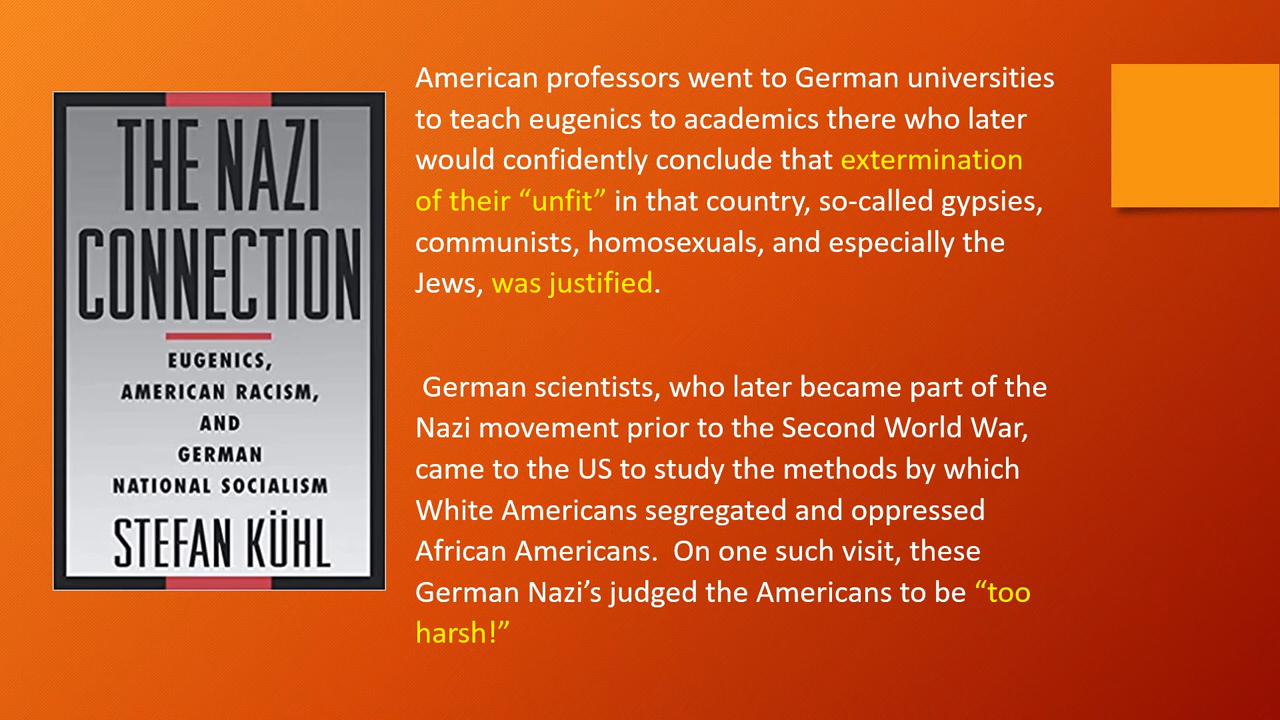 THE NAZI
CONNECTION
EUGENICS,
AMERICAN RACISM,
AND
GERMAN
NATIONAL SOCIALISM
STEFAN KÜHL
American professors went to German universities
to teach eugenics to academics there who later
would confidently conclude that extermination
of their “unfit” in that country, so-called gypsies,
communists, homosexuals, and especially the
Jews, was justified.
German scientists, who later became part of the
Nazi movement prior to the Second World War,
came to the US to study the methods by which
White Americans segregated and oppressed
African Americans.  On one such visit, these
German Nazi’s judged the Americans to be “too
harsh!”